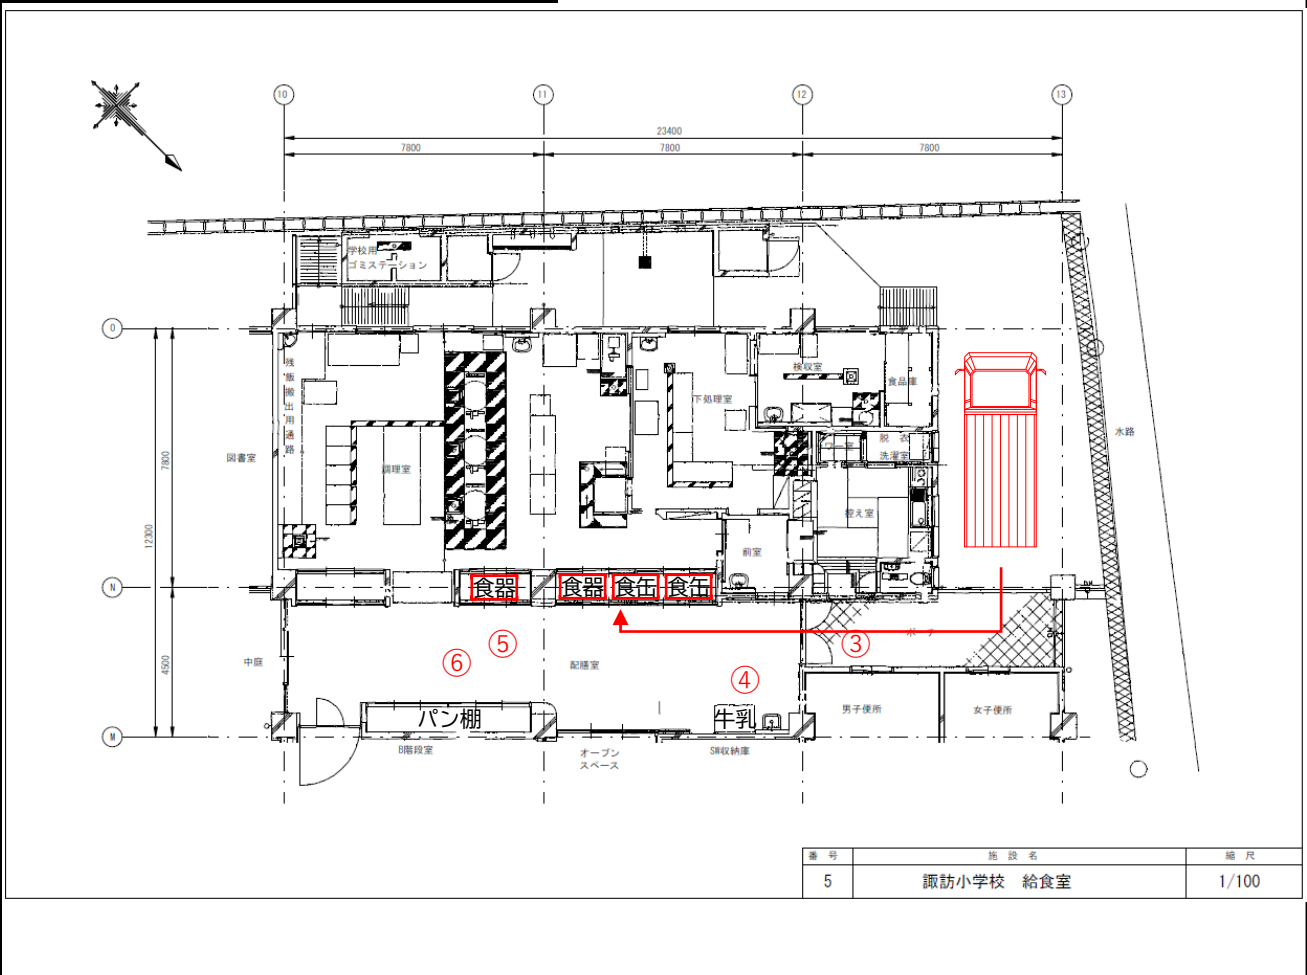 10
11
12
13
23400
7800
7800
7800
学校用
ゴミステーション
O
残飯搬出用通路
検収室
食品庫
下処理室
水路
脱衣
洗濯室
図書室
7800
調理室
控え室
12300
前室
N
食器
食器
食缶
食缶
③
ポーチ
⑤
⑥
中庭
4500
配膳室
④
パン棚
牛乳
男子便所
女子便所
M
B階段室
オープン
スペース
SW収納庫
番号
施設名
縮尺
5
諏訪小学校 給食室
1/100